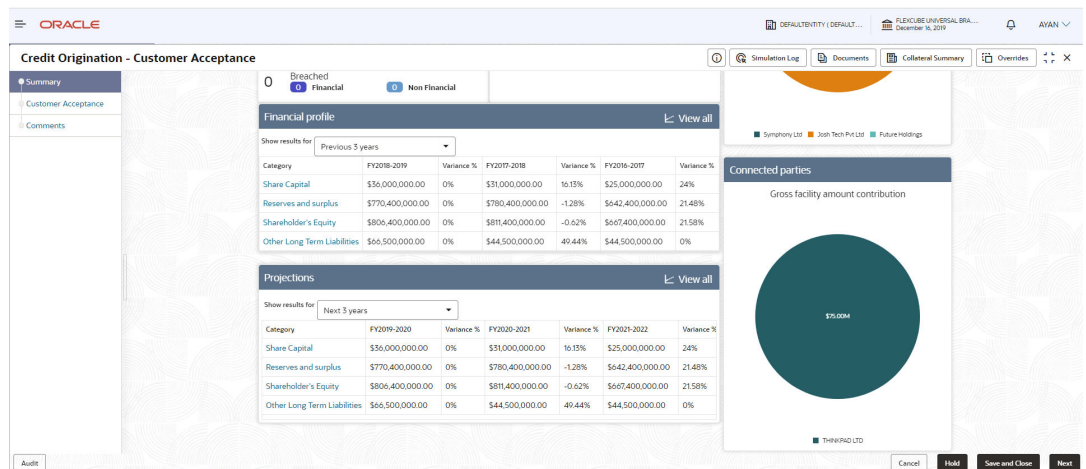 ORACLE
DEFAULTENTITY ( DEFAULT....
FLEXCUBE UNIVERSAL BRA...
December 16, 2019
AYAN
Credit Origination - Customer Acceptance
Simulation Log
Documents
Collateral Summary
Overrides
Summary
Customer Acceptance
Comments
0 Breached
0 Financial 0 Non Financial
Financial profile View all
Show results for Previous 3 years
Category FY2018-2019 Variance % FY2017-2018 Variance % FY2016-2017 Variance %
Share Capital $36,000,000.00 0% $31,000,000.00 16.13% $25,000,000.00 24%
Reserves and surplus $770,400,000.00 0% $780,400,000.00 -1.28% $642,400,000.00 21.48%
Shareholder's Equity $806,400,000.00 0% $811,400,000.00 -0.62% $667,400,000.00 21.58%
Other Long Term Liabilities $66,500,000.00 0% $44,500,000.00 49.44% $44,500,000.00 0%
Projections View all
Show results for Next 3 years
Category FY2019-2020 Variance % FY2020-2021 Variance % FY2021-2022 Variance %
Share Capital $36,000,000.00 0% $31,000,000.00 16.13% $25,000,000.00 24%
Reserves and surplus $770,400,000.00 0% $780,400,000.00 -1.28% $642,400,000.00 21.48%
Shareholder's Equity $806,400,000.00 0% $811,400,000.00 -0.62% $667,400,000.00 21.58%
Other Long Term Liabilities $66,500,000.00 0% $44,500,000.00 49.44% $44,500,000.00 0%
Symphony Ltd Josh Tech Pvt Ltd Future Holdings
Connected parties
Gross facility amount contribution
$75.00M
THINKPAD LTD
Audit
Cancel
Hold
Save and Close
Next